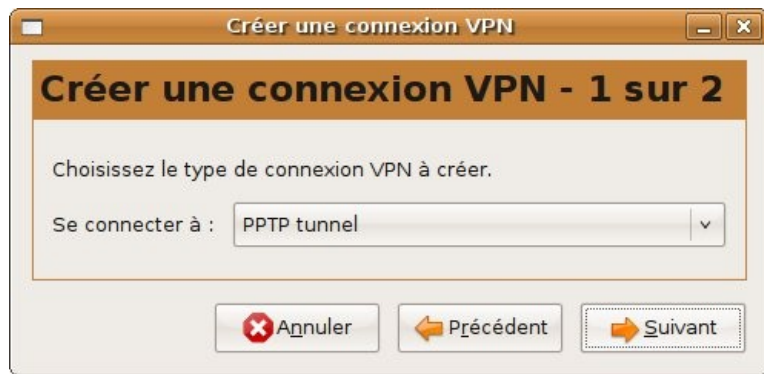 Créer une connexion VPN
Créer une connexion VPN - 1 sur 2
Choisissez le type de connexion VPN à créer.
Se connecter à : PPTP tunnel
Annuler Précédent Suivant